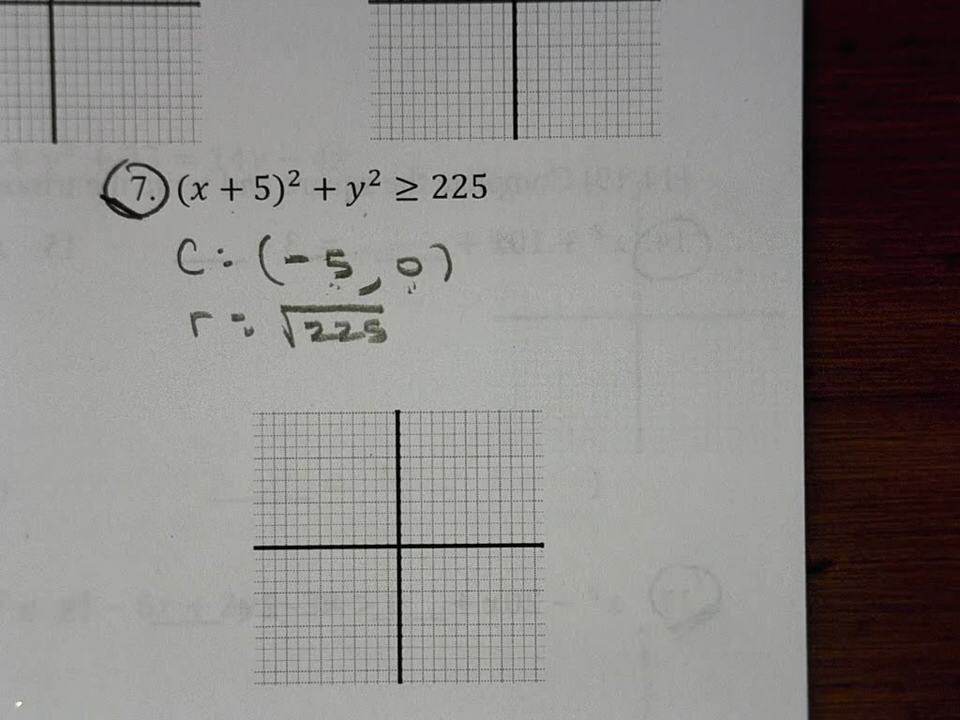 7. (x + 5)² + y² ≥ 225
C: (-5, 0)
r = √225